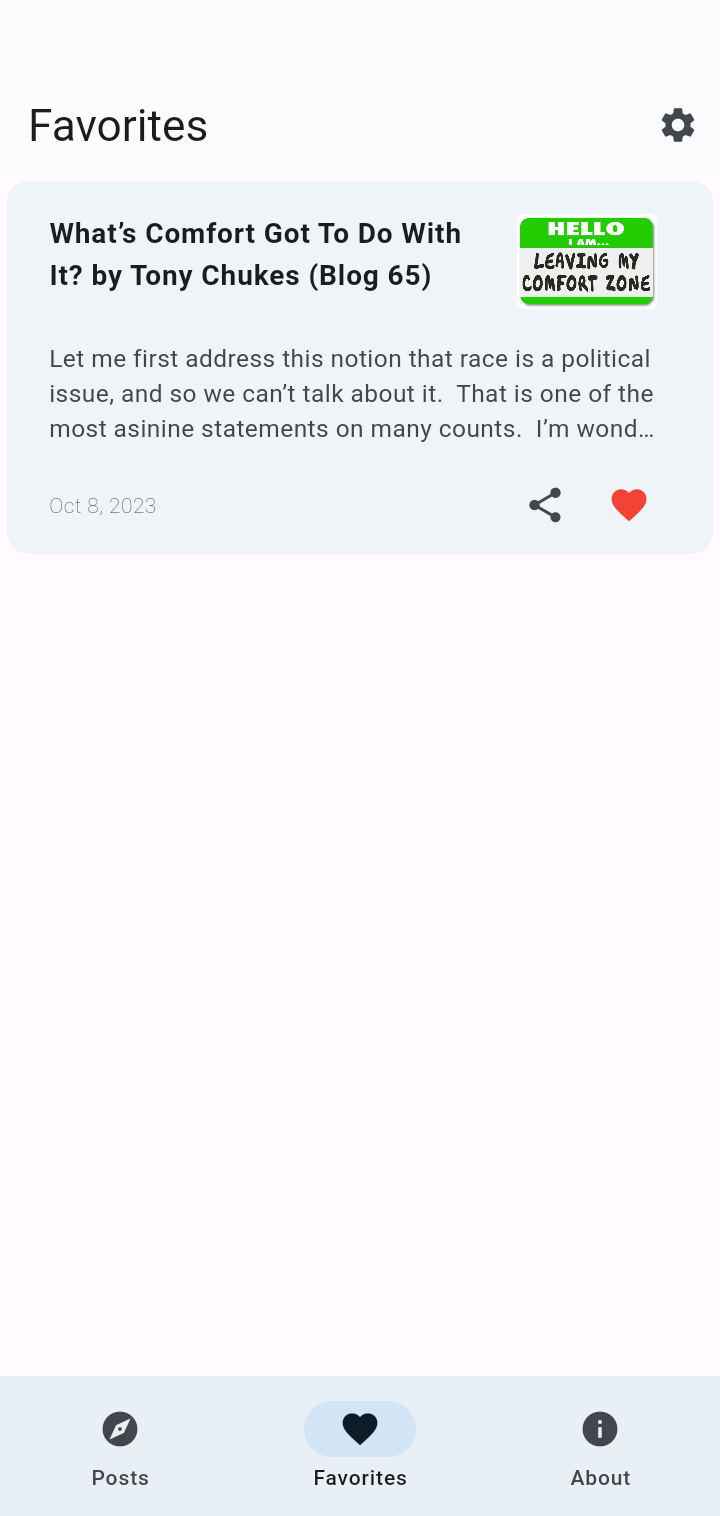 Favorites
What’s Comfort Got To Do With
It? by Tony Chukes (Blog 65)
HELLO
I AM...
LEAVING MY
COMFORT ZONE
Let me first address this notion that race is a political
issue, and so we can’t talk about it.  That is one of the
most asinine statements on many counts.  I’m wond…
Oct 8, 2023
Posts
Favorites
About